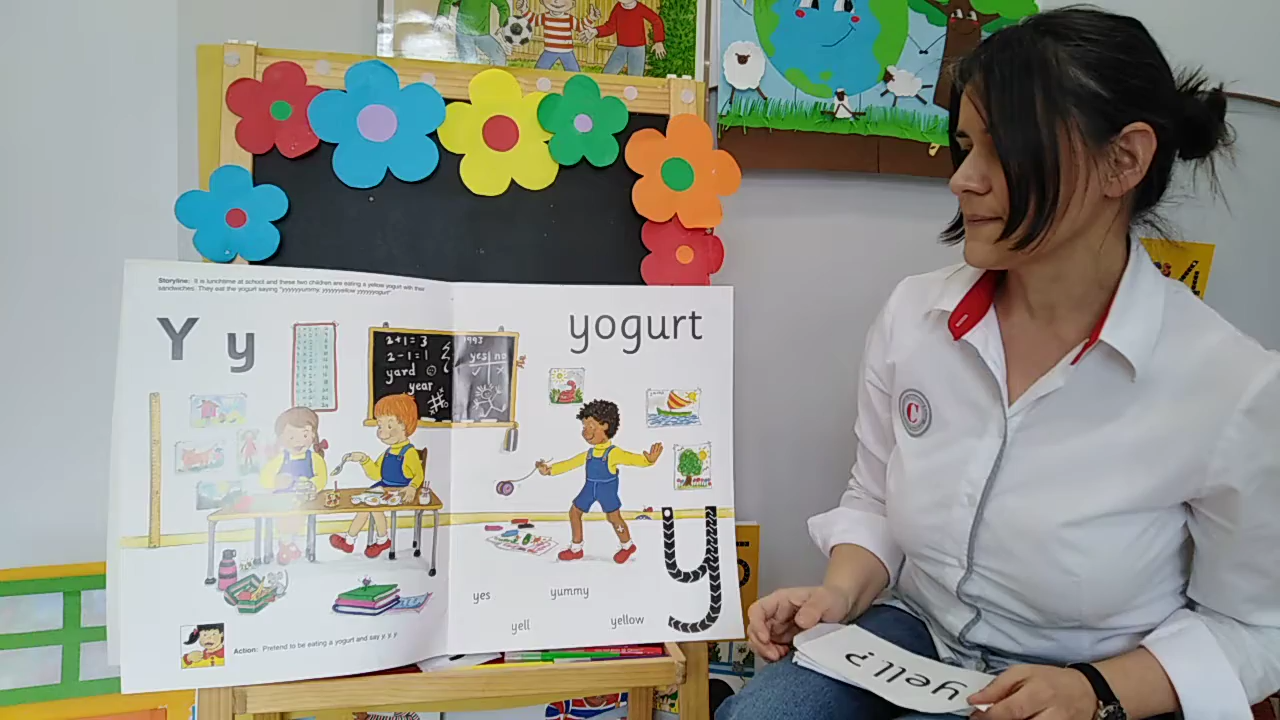 Storyline: It is lunchtime at school and these two children are eating a yellow yogurt with their
sandwiches. They eat the yogurt saying "yyyyyyummy, yyyyyyellow yyyyyyogurt"
Y y
yogurt
2+1=3
2-1=1
yard
year
1993
yes no
yes
yummy
yell
yellow
y
Action: Pretend to be eating a yogurt and say y, y, y
C
yell?